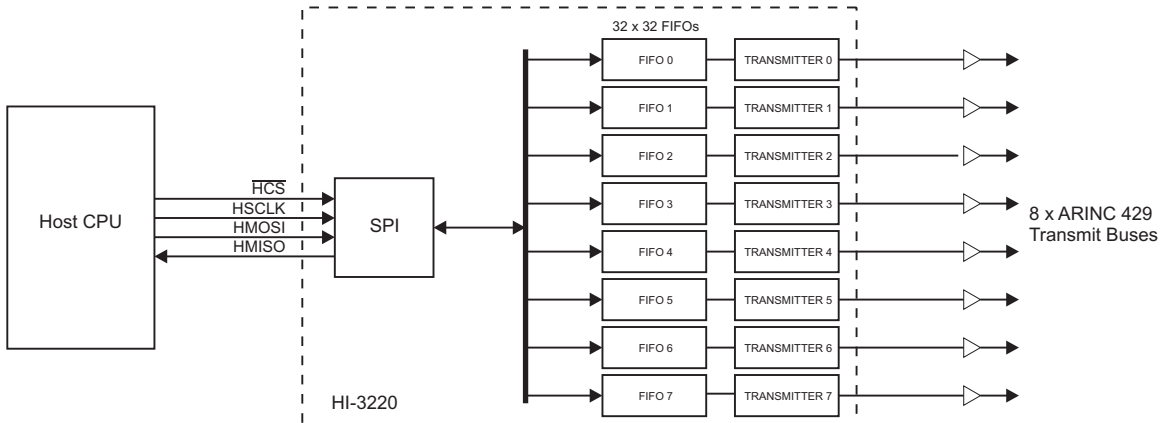 32 x 32 FIFOs
FIFO 0
TRANSMITTER 0
FIFO 1
TRANSMITTER 1
FIFO 2
TRANSMITTER 2
FIFO 3
TRANSMITTER 3
FIFO 4
TRANSMITTER 4
FIFO 5
TRANSMITTER 5
FIFO 6
TRANSMITTER 6
FIFO 7
TRANSMITTER 7
Host CPU
HCS
HSCLK
HMOSI
HMISO
SPI
8 x ARINC 429
Transmit Buses
HI-3220